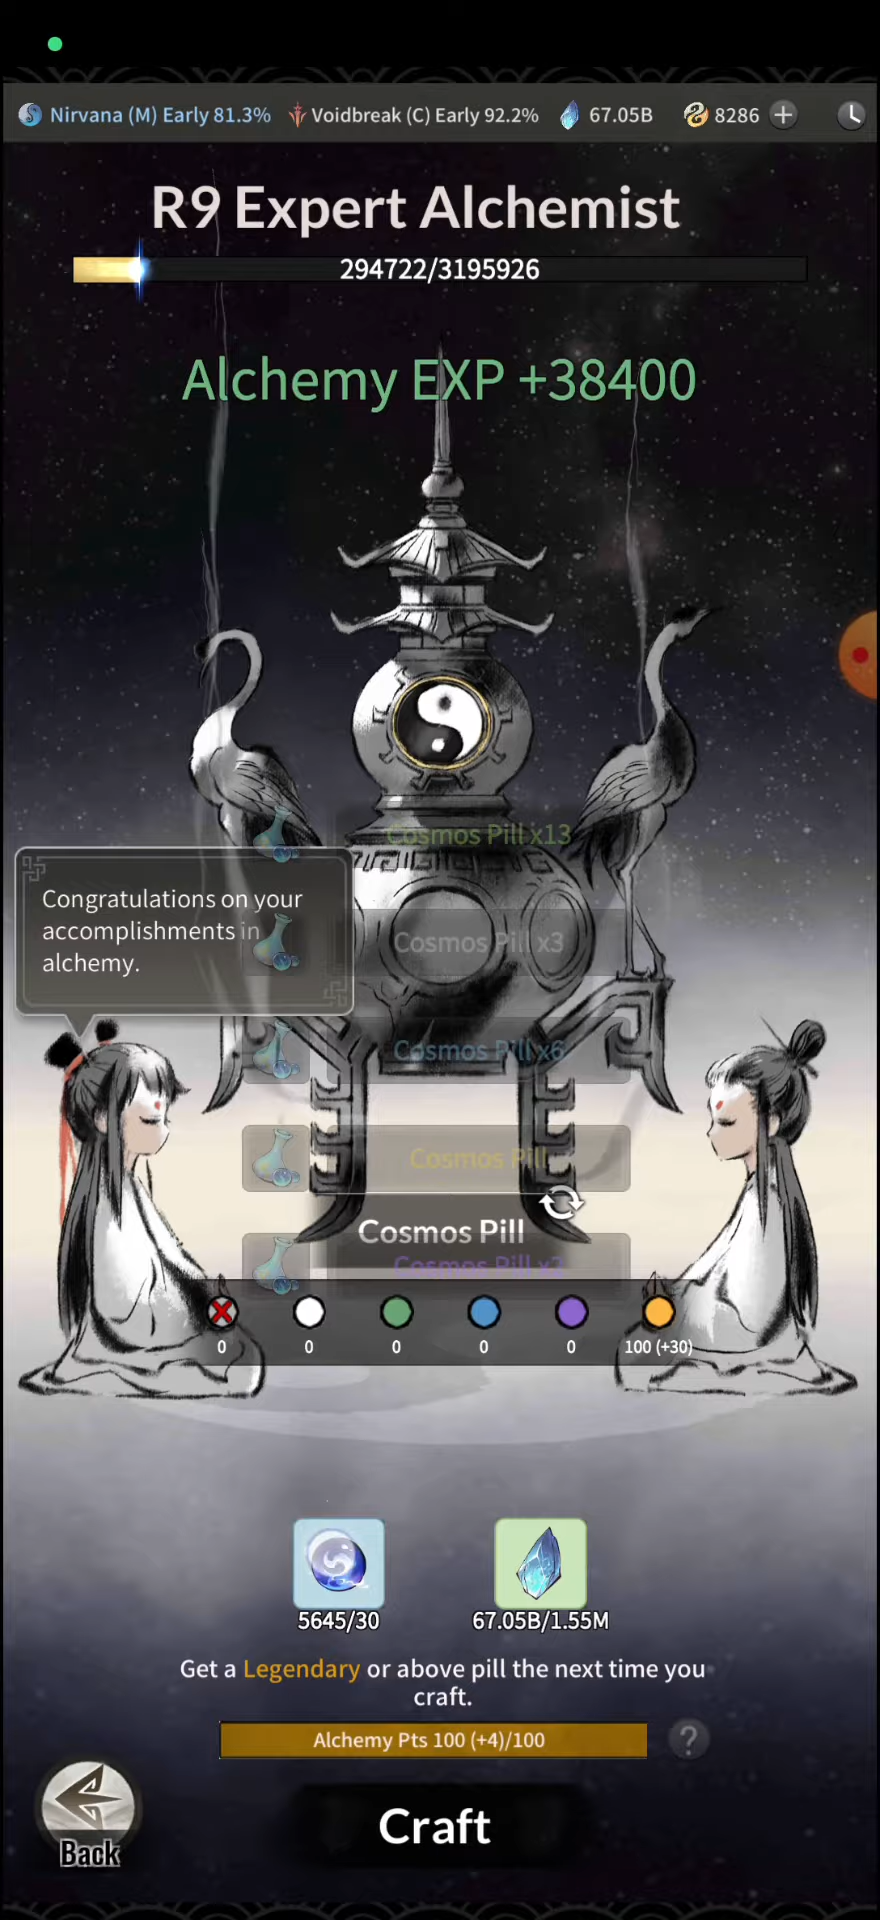 Nirvana (M) Early 81.3% Voidbreak (C) Early 92.2% 67.05B 8286
R9 Expert Alchemist
294722/3195926
Alchemy EXP +38400
Cosmos Pill x13
Congratulations on your
accomplishments in
alchemy.
Cosmos Pill x3
Cosmos Pill x6
Cosmos Pill
Cosmos Pill
Cosmos Pill x2
0 0 0 0 0 100 (+30)
5645/30 67.05B/1.55M
Get a Legendary or above pill the next time you
craft.
Alchemy Pts 100 (+4)/100 ?
Craft
Back